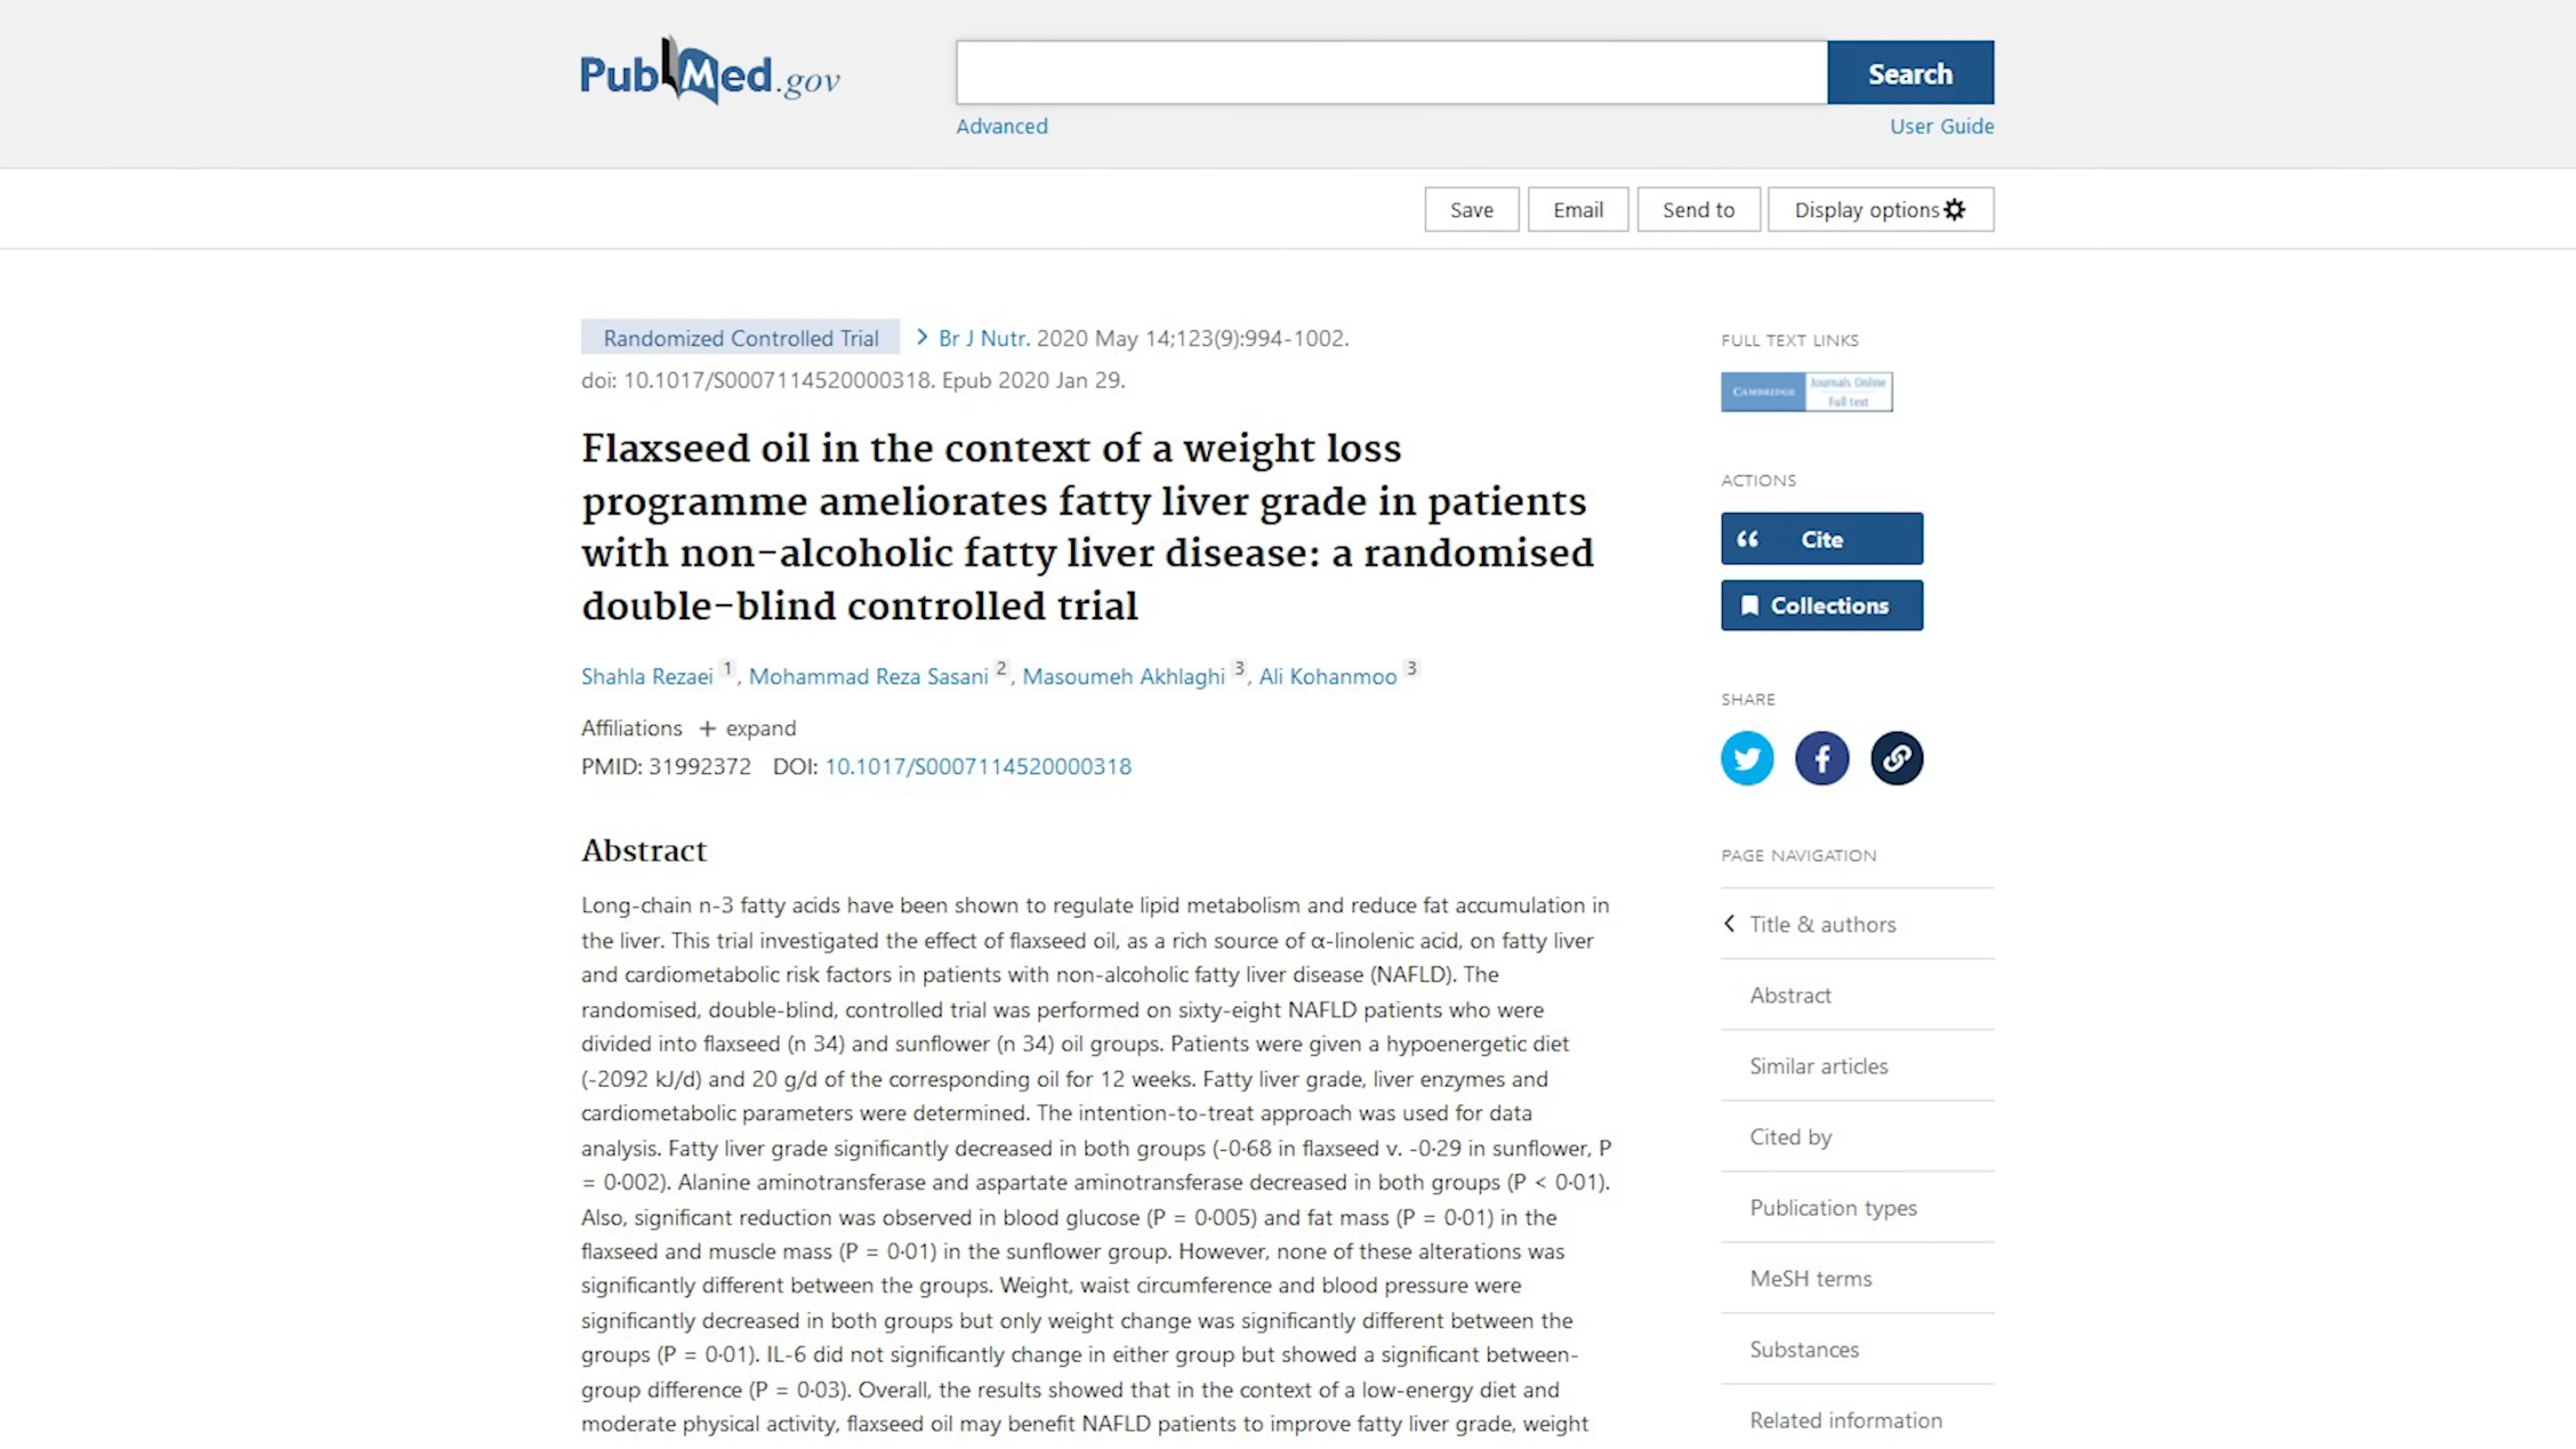 PubMed.gov
Search
Advanced
User Guide
Save
Email
Send to
Display options
Randomized Controlled Trial
Br J Nutr. 2020 May 14;123(9):994-1002.
doi: 10.1017/S0007114520000318. Epub 2020 Jan 29.
Flaxseed oil in the context of a weight loss
programme ameliorates fatty liver grade in patients
with non-alcoholic fatty liver disease: a randomised
double-blind controlled trial
Shahla Rezaei 1, Mohammad Reza Sasani 2, Masoumeh Akhlaghi 3, Ali Kohanmoo 3
Affiliations + expand
PMID: 31992372 DOI: 10.1017/S0007114520000318
Abstract
Long-chain n-3 fatty acids have been shown to regulate lipid metabolism and reduce fat accumulation in
the liver. This trial investigated the effect of flaxseed oil, as a rich source of α-linolenic acid, on fatty liver
and cardiometabolic risk factors in patients with non-alcoholic fatty liver disease (NAFLD). The
randomised, double-blind, controlled trial was performed on sixty-eight NAFLD patients who were
divided into flaxseed (n 34) and sunflower (n 34) oil groups. Patients were given a hypoenergetic diet
(-2092 kJ/d) and 20 g/d of the corresponding oil for 12 weeks. Fatty liver grade, liver enzymes and
cardiometabolic parameters were determined. The intention-to-treat approach was used for data
analysis. Fatty liver grade significantly decreased in both groups (-0·68 in flaxseed v. -0·29 in sunflower, P
= 0·002). Alanine aminotransferase and aspartate aminotransferase decreased in both groups (P < 0·01).
Also, significant reduction was observed in blood glucose (P = 0·005) and fat mass (P = 0·01) in the
flaxseed and muscle mass (P = 0·01) in the sunflower group. However, none of these alterations was
significantly different between the groups. Weight, waist circumference and blood pressure were
significantly decreased in both groups but only weight change was significantly different between the
groups (P = 0·01). IL-6 did not significantly change in either group but showed a significant between-
group difference (P = 0·03). Overall, the results showed that in the context of a low-energy diet and
moderate physical activity, flaxseed oil may benefit NAFLD patients to improve fatty liver grade, weight
FULL TEXT LINKS
CAMBRIDGE
Journals Online
Full text
ACTIONS
Cite
Collections
SHARE
PAGE NAVIGATION
Title & authors
Abstract
Similar articles
Cited by
Publication types
MeSH terms
Substances
Related information